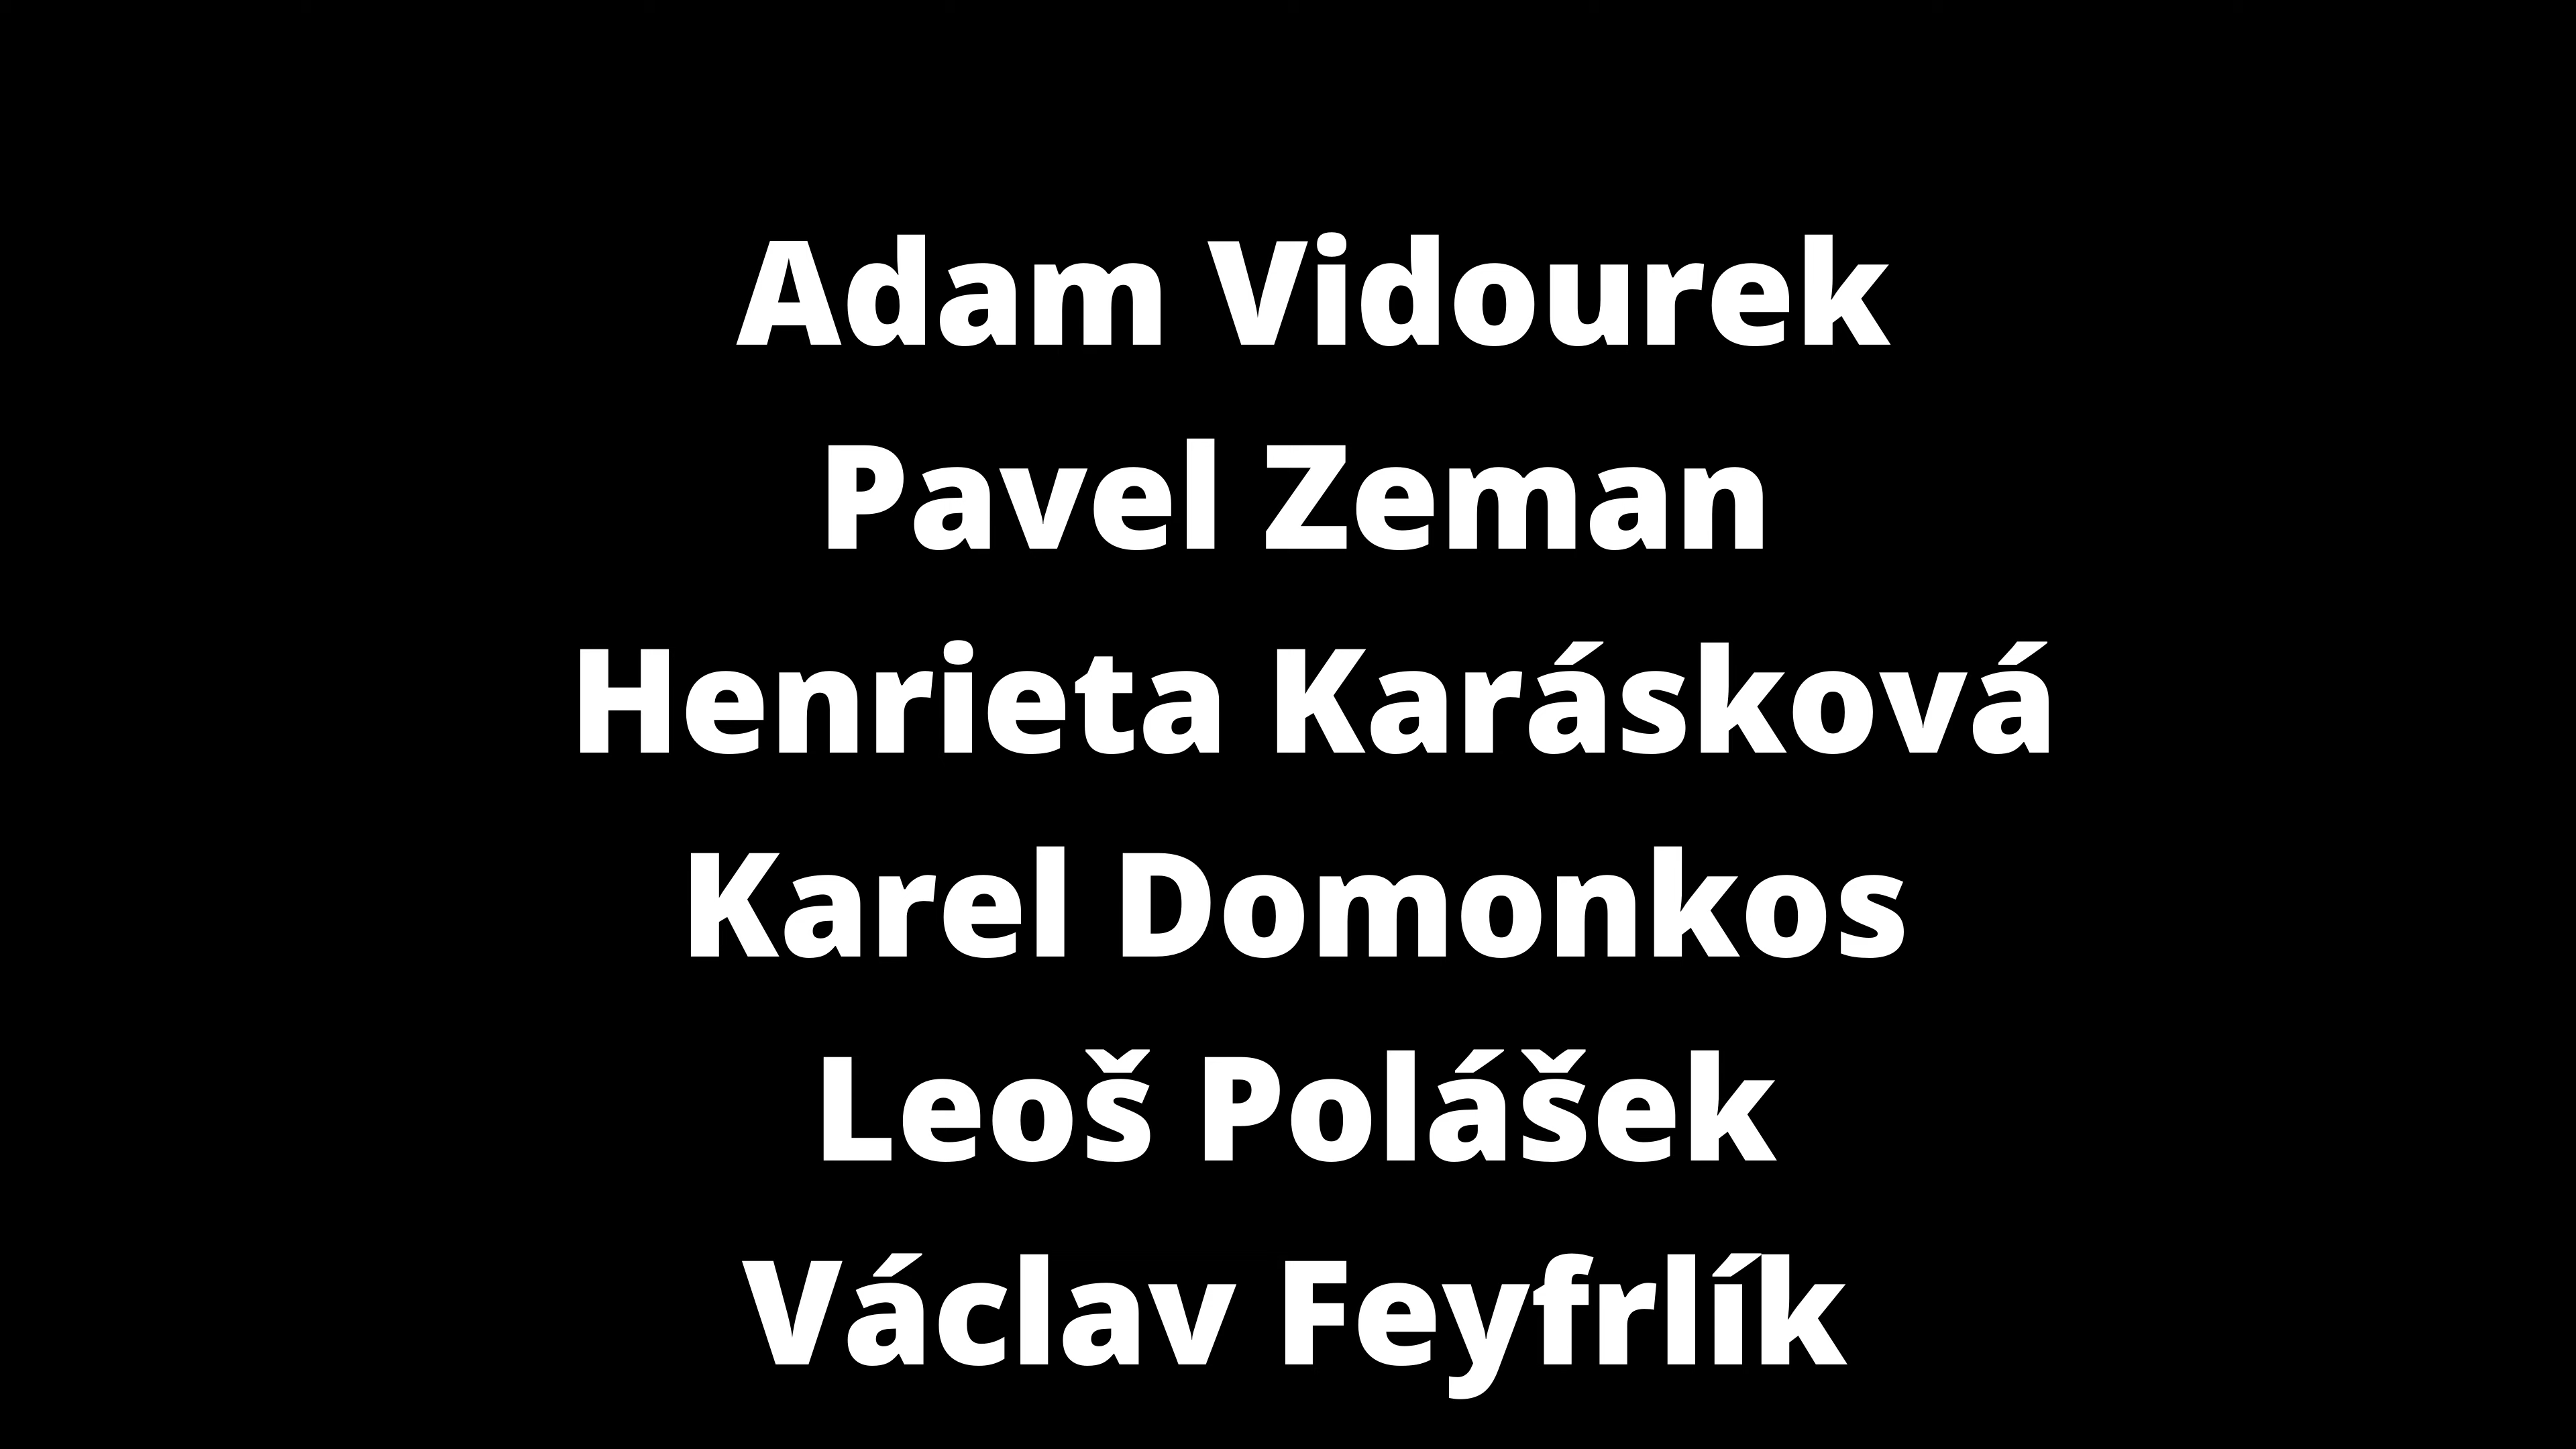 Adam Vidourek
Pavel Zeman
Henrieta Karásková
Karel Domonkos
Leoš Polášek
Václav Feyfrlík